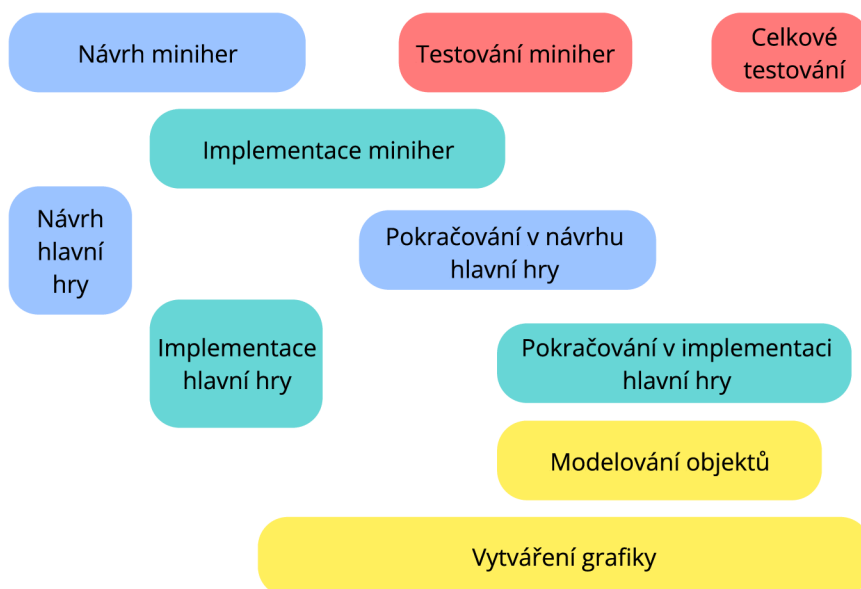 Návrh miniher
Testování miniher
Celkové
testování
Implementace miniher
Návrh
hlavní
hry
Pokračování v návrhu
hlavní hry
Implementace
hlavní hry
Pokračování v implementaci
hlavní hry
Modelování objektů
Vytváření grafiky